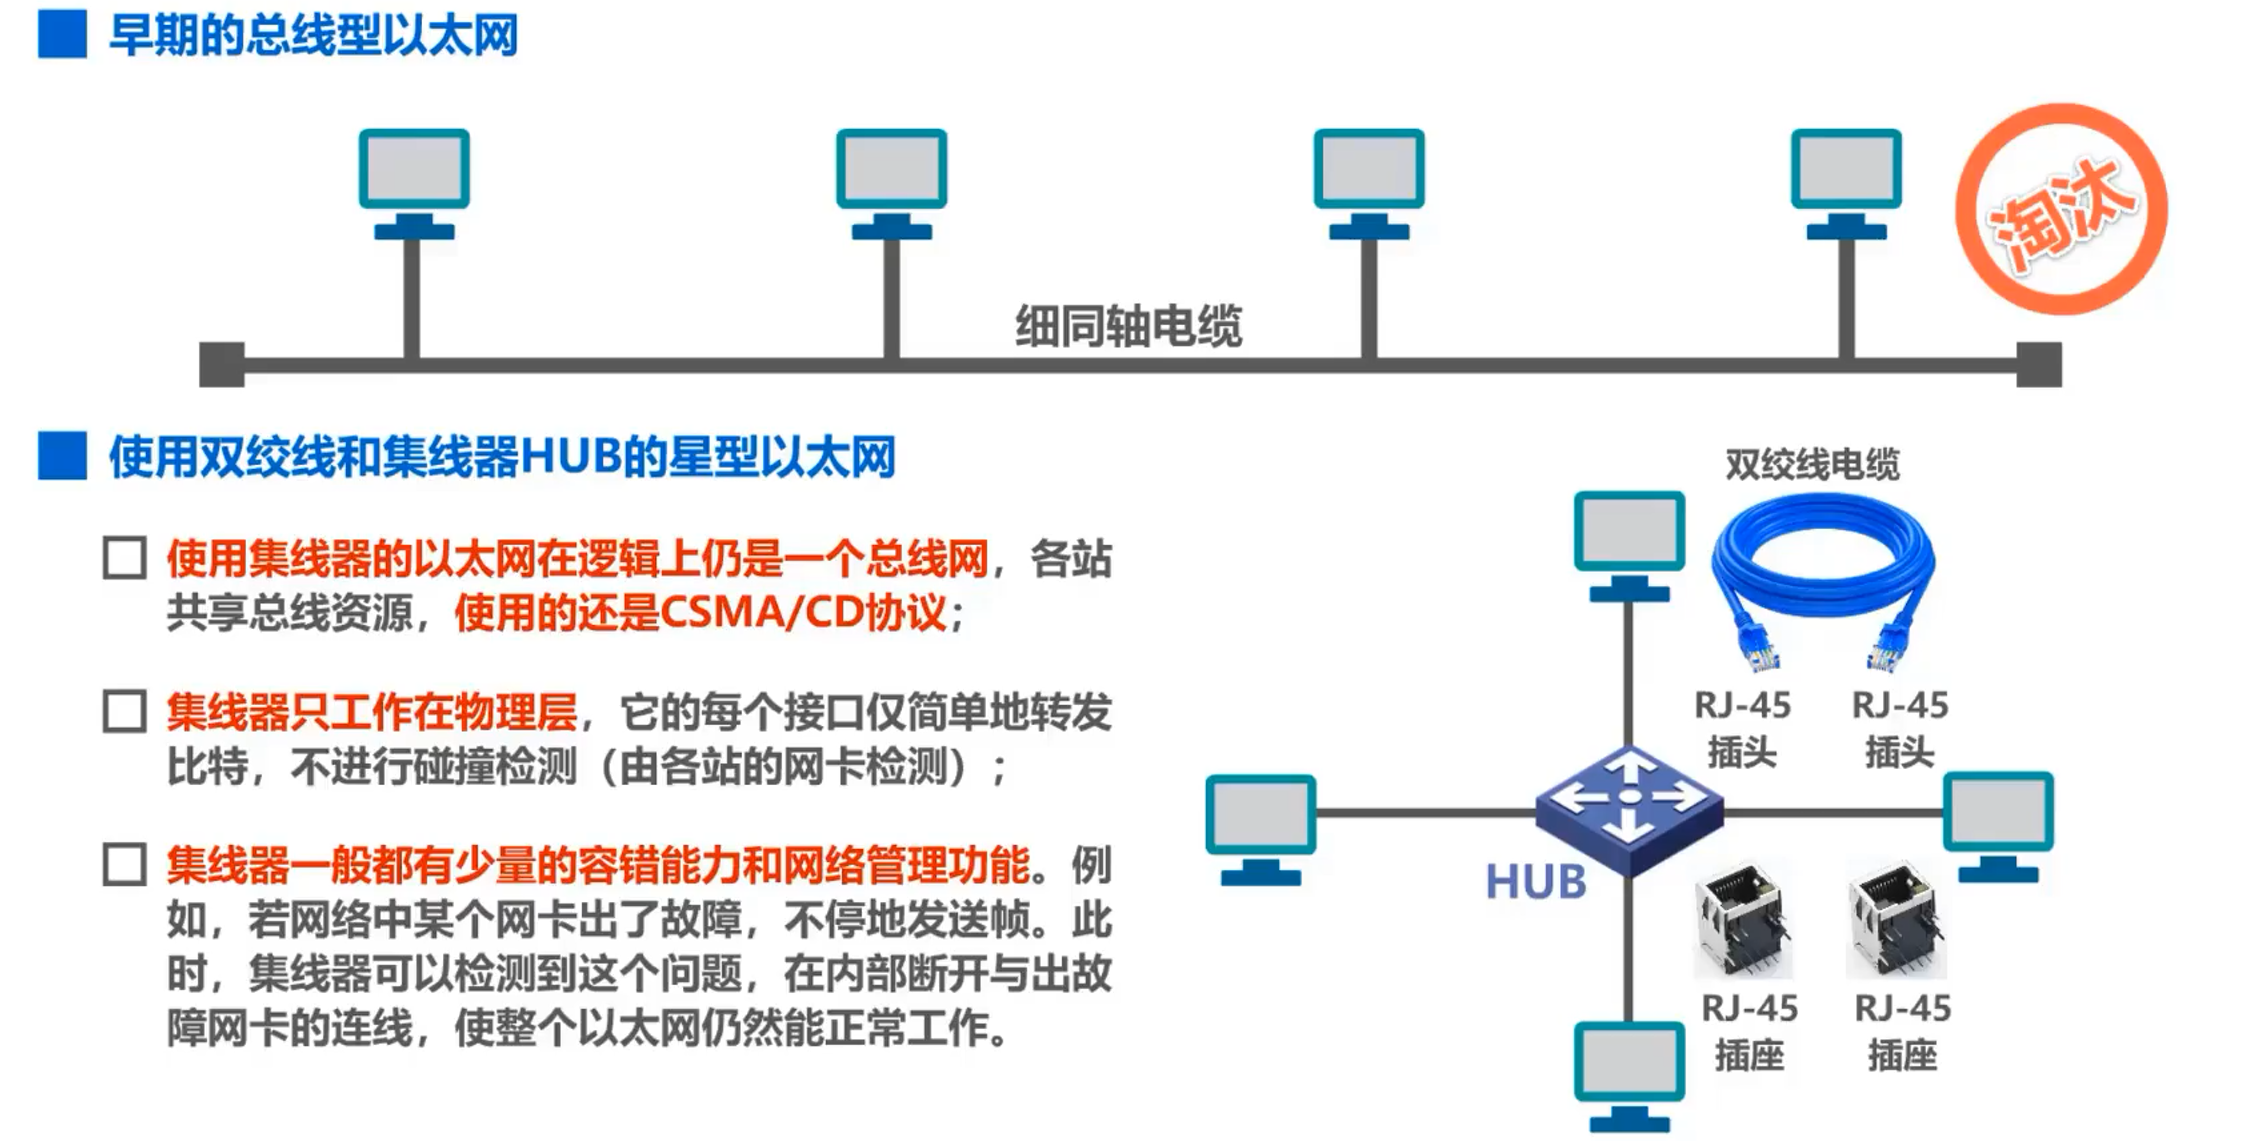 早期的总线型以太网
淘汰
细同轴电缆
使用双绞线和集线器HUB的星型以太网
使用集线器的以太网在逻辑上仍是一个总线网，各站
共享总线资源，使用的还是CSMA/CD协议；
集线器只工作在物理层，它的每个接口仅简单地转发
比特，不进行碰撞检测（由各站的网卡检测）；
集线器一般都有少量的容错能力和网络管理功能。例
如，若网络中某个网卡出了故障，不停地发送帧。此
时，集线器可以检测到这个问题，在内部断开与出故
障网卡的连线，使整个以太网仍然能正常工作。
双绞线电缆
RJ-45
插头
RJ-45
插头
HUB
RJ-45
插座
RJ-45
插座